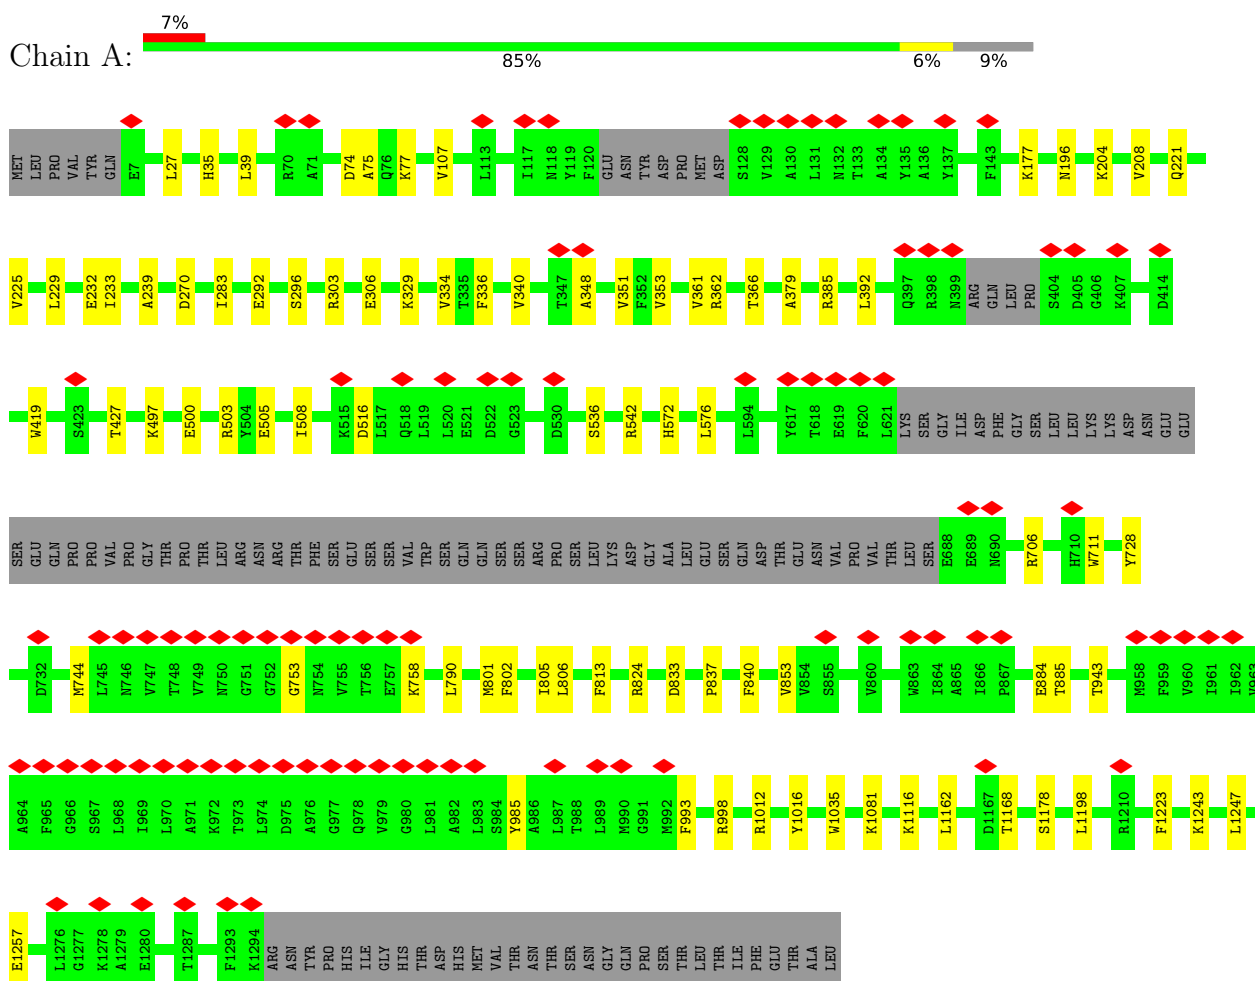 7%
Chain A:
85% 6% 9%
MET LEU PRO VAL TYR GLN E7 L27 H35 L39 R70 A71 D74 A75 Q76 K77 V107 L113 I117 N118 Y119 F120 GLU ASN TYR ASP PRO MET ASP S128 V129 A130 L131 N132 T133 A134 Y135 A136 Y137 F143 K177 N196 K204 V208 Q221
V225 L229 E232 I233 A239 D270 I283 E292 S296 R303 E306 K329 V334 T335 F336 V340 T347 A348 V351 F352 V353 V361 R362 T366 A379 R385 L392 Q397 R398 N399 ARG GLN LEU PRO S404 D405 G406 K407 D414
W419 S423 T427 K497 E500 R503 Y504 E505 I508 K515 D516 L517 Q518 L519 L520 E521 D522 G523 D530 S536 R542 H572 L576 L594 Y617 T618 E619 F620 L621 LYS SER GLY ILE ASP PHE GLY SER LEU LEU LYS LYS ASP ASN GLU GLU
SER GLU GLN PRO PRO VAL PRO GLY THR PRO THR LEU ARG ASN ARG THR PHE SER GLU SER SER VAL TRP SER GLN GLN SER SER ARG PRO SER LEU LYS ASP GLY ALA LEU GLU SER GLN ASP THR GLU ASN VAL PRO VAL THR LEU SER E688 E689 N690 R706 H710 W711 Y728
D732 M744 L745 N746 V747 T748 V749 N750 G751 G752 G753 N754 V755 T756 E757 K758 L790 M801 F802 I805 L806 F813 R824 D833 P837 F840 V853 V854 S855 V860 W863 I864 A865 I866 P867 E884 T885 T943 M958 F959 V960 I961 I962 V963
A964 F965 G966 S967 L968 I969 L970 A971 K972 T973 L974 D975 A976 G977 Q978 V979 G980 L981 A982 L983 S984 Y985 A986 L987 T988 L989 M990 G991 M992 F993 R998 R1012 Y1016 W1035 K1081 K1116 L1162 D1167 T1168 S1178 L1198 R1210 F1223 K1243 L1247
E1257 L1276 G1277 K1278 A1279 E1280 T1287 F1293 K1294 ARG ASN TYR PRO HIS ILE GLY HIS THR ASP HIS MET VAL THR ASN THR SER ASN GLY GLN PRO SER THR LEU THR ILE PHE GLU THR ALA LEU